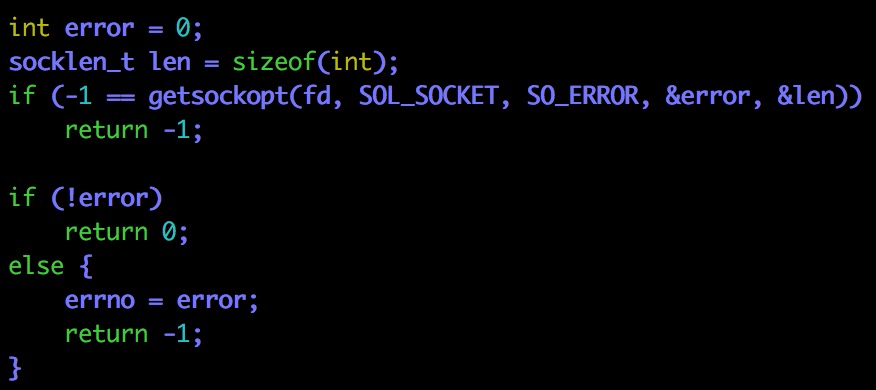 int error = 0;
socklen_t len = sizeof(int);
if (-1 == getsockopt(fd, SOL_SOCKET, SO_ERROR, &error, &len))
    return -1;

if (!error)
    return 0;
else {
    errno = error;
    return -1;
}